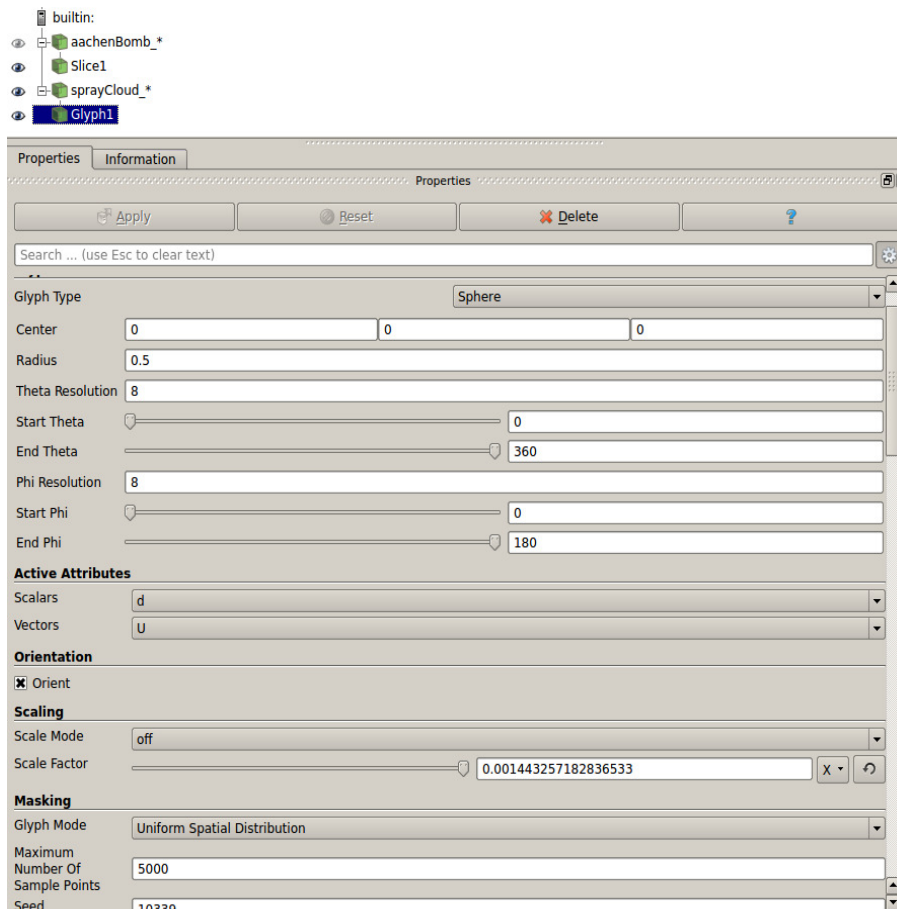 builtin:
aachenBomb_*
Slice1
sprayCloud_*
Glyph1
Properties Information
Properties
Apply Reset Delete ?
Search ... (use Esc to clear text)
Glyph Type Sphere
Center 0 0 0
Radius 0.5
Theta Resolution 8
Start Theta 0
End Theta 360
Phi Resolution 8
Start Phi 0
End Phi 180
Active Attributes
Scalars d
Vectors U
Orientation
Orient
Scaling
Scale Mode off
Scale Factor 0.001443257182836533 X
Masking
Glyph Mode Uniform Spatial Distribution
Maximum
Number Of 5000
Sample Points
Seed 10339